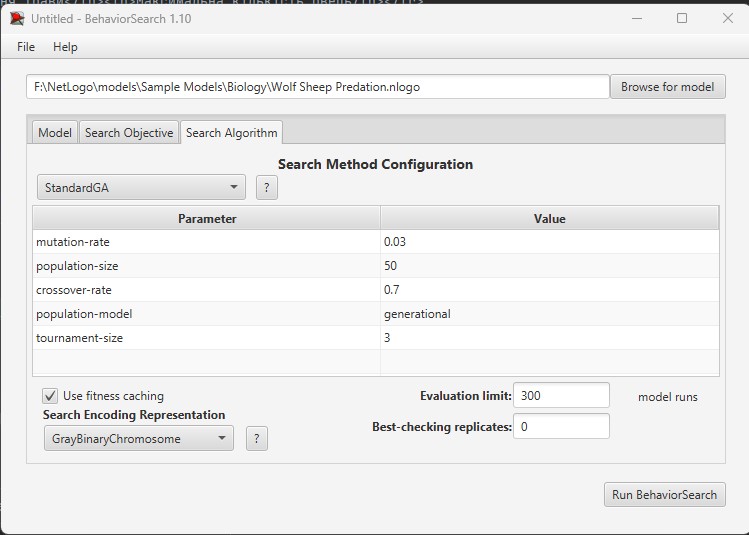 Untitled - BehaviorSearch 1.10
File Help
F:\NetLogo\models\Sample Models\Biology\Wolf Sheep Predation.nlogo Browse for model
Model Search Objective Search Algorithm
Search Method Configuration
StandardGA ?
Parameter Value
mutation-rate 0.03
population-size 50
crossover-rate 0.7
population-model generational
tournament-size 3
Use fitness caching Evaluation limit: 300 model runs
Search Encoding Representation
GrayBinaryChromosome ? Best-checking replicates: 0
Run BehaviorSearch